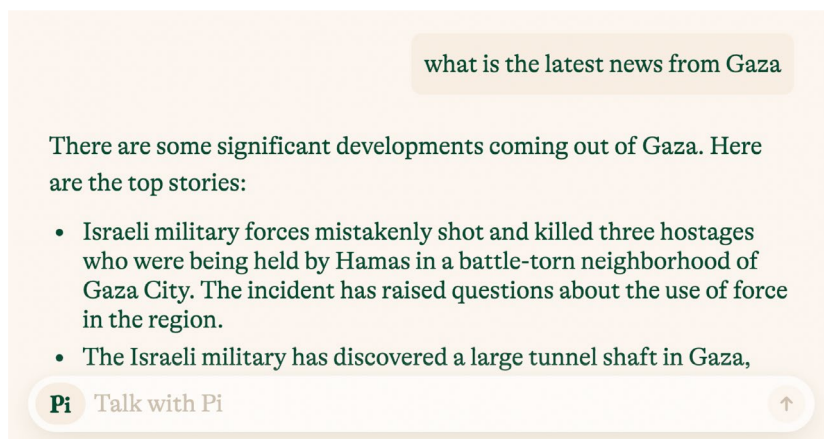 what is the latest news from Gaza
There are some significant developments coming out of Gaza. Here
are the top stories:
• Israeli military forces mistakenly shot and killed three hostages
who were being held by Hamas in a battle-torn neighborhood of
Gaza City. The incident has raised questions about the use of force
in the region.
• The Israeli military has discovered a large tunnel shaft in Gaza,
Pi Talk with Pi